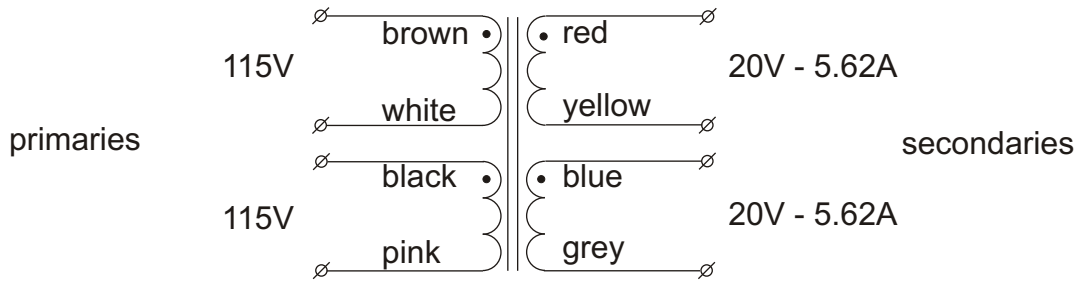 brown
red
115V
20V - 5.62A
white
yellow
primaries
secondaries
black
blue
115V
20V - 5.62A
pink
grey